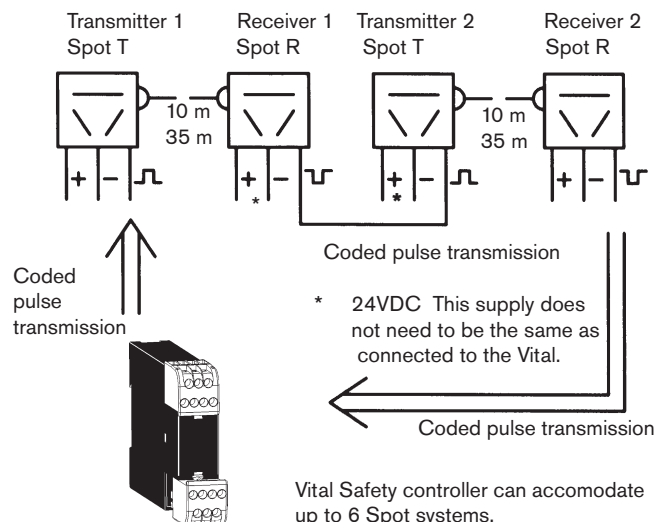 Transmitter 1 Receiver 1 Transmitter 2 Receiver 2
Spot T Spot R Spot T Spot R
10 m 10 m
35 m 35 m
+ − + − + − + −
* *
Coded pulse transmission
Coded
pulse
transmission
* 24VDC This supply does
not need to be the same as
connected to the Vital.
Coded pulse transmission
Vital Safety controller can accomodate
up to 6 Spot systems.